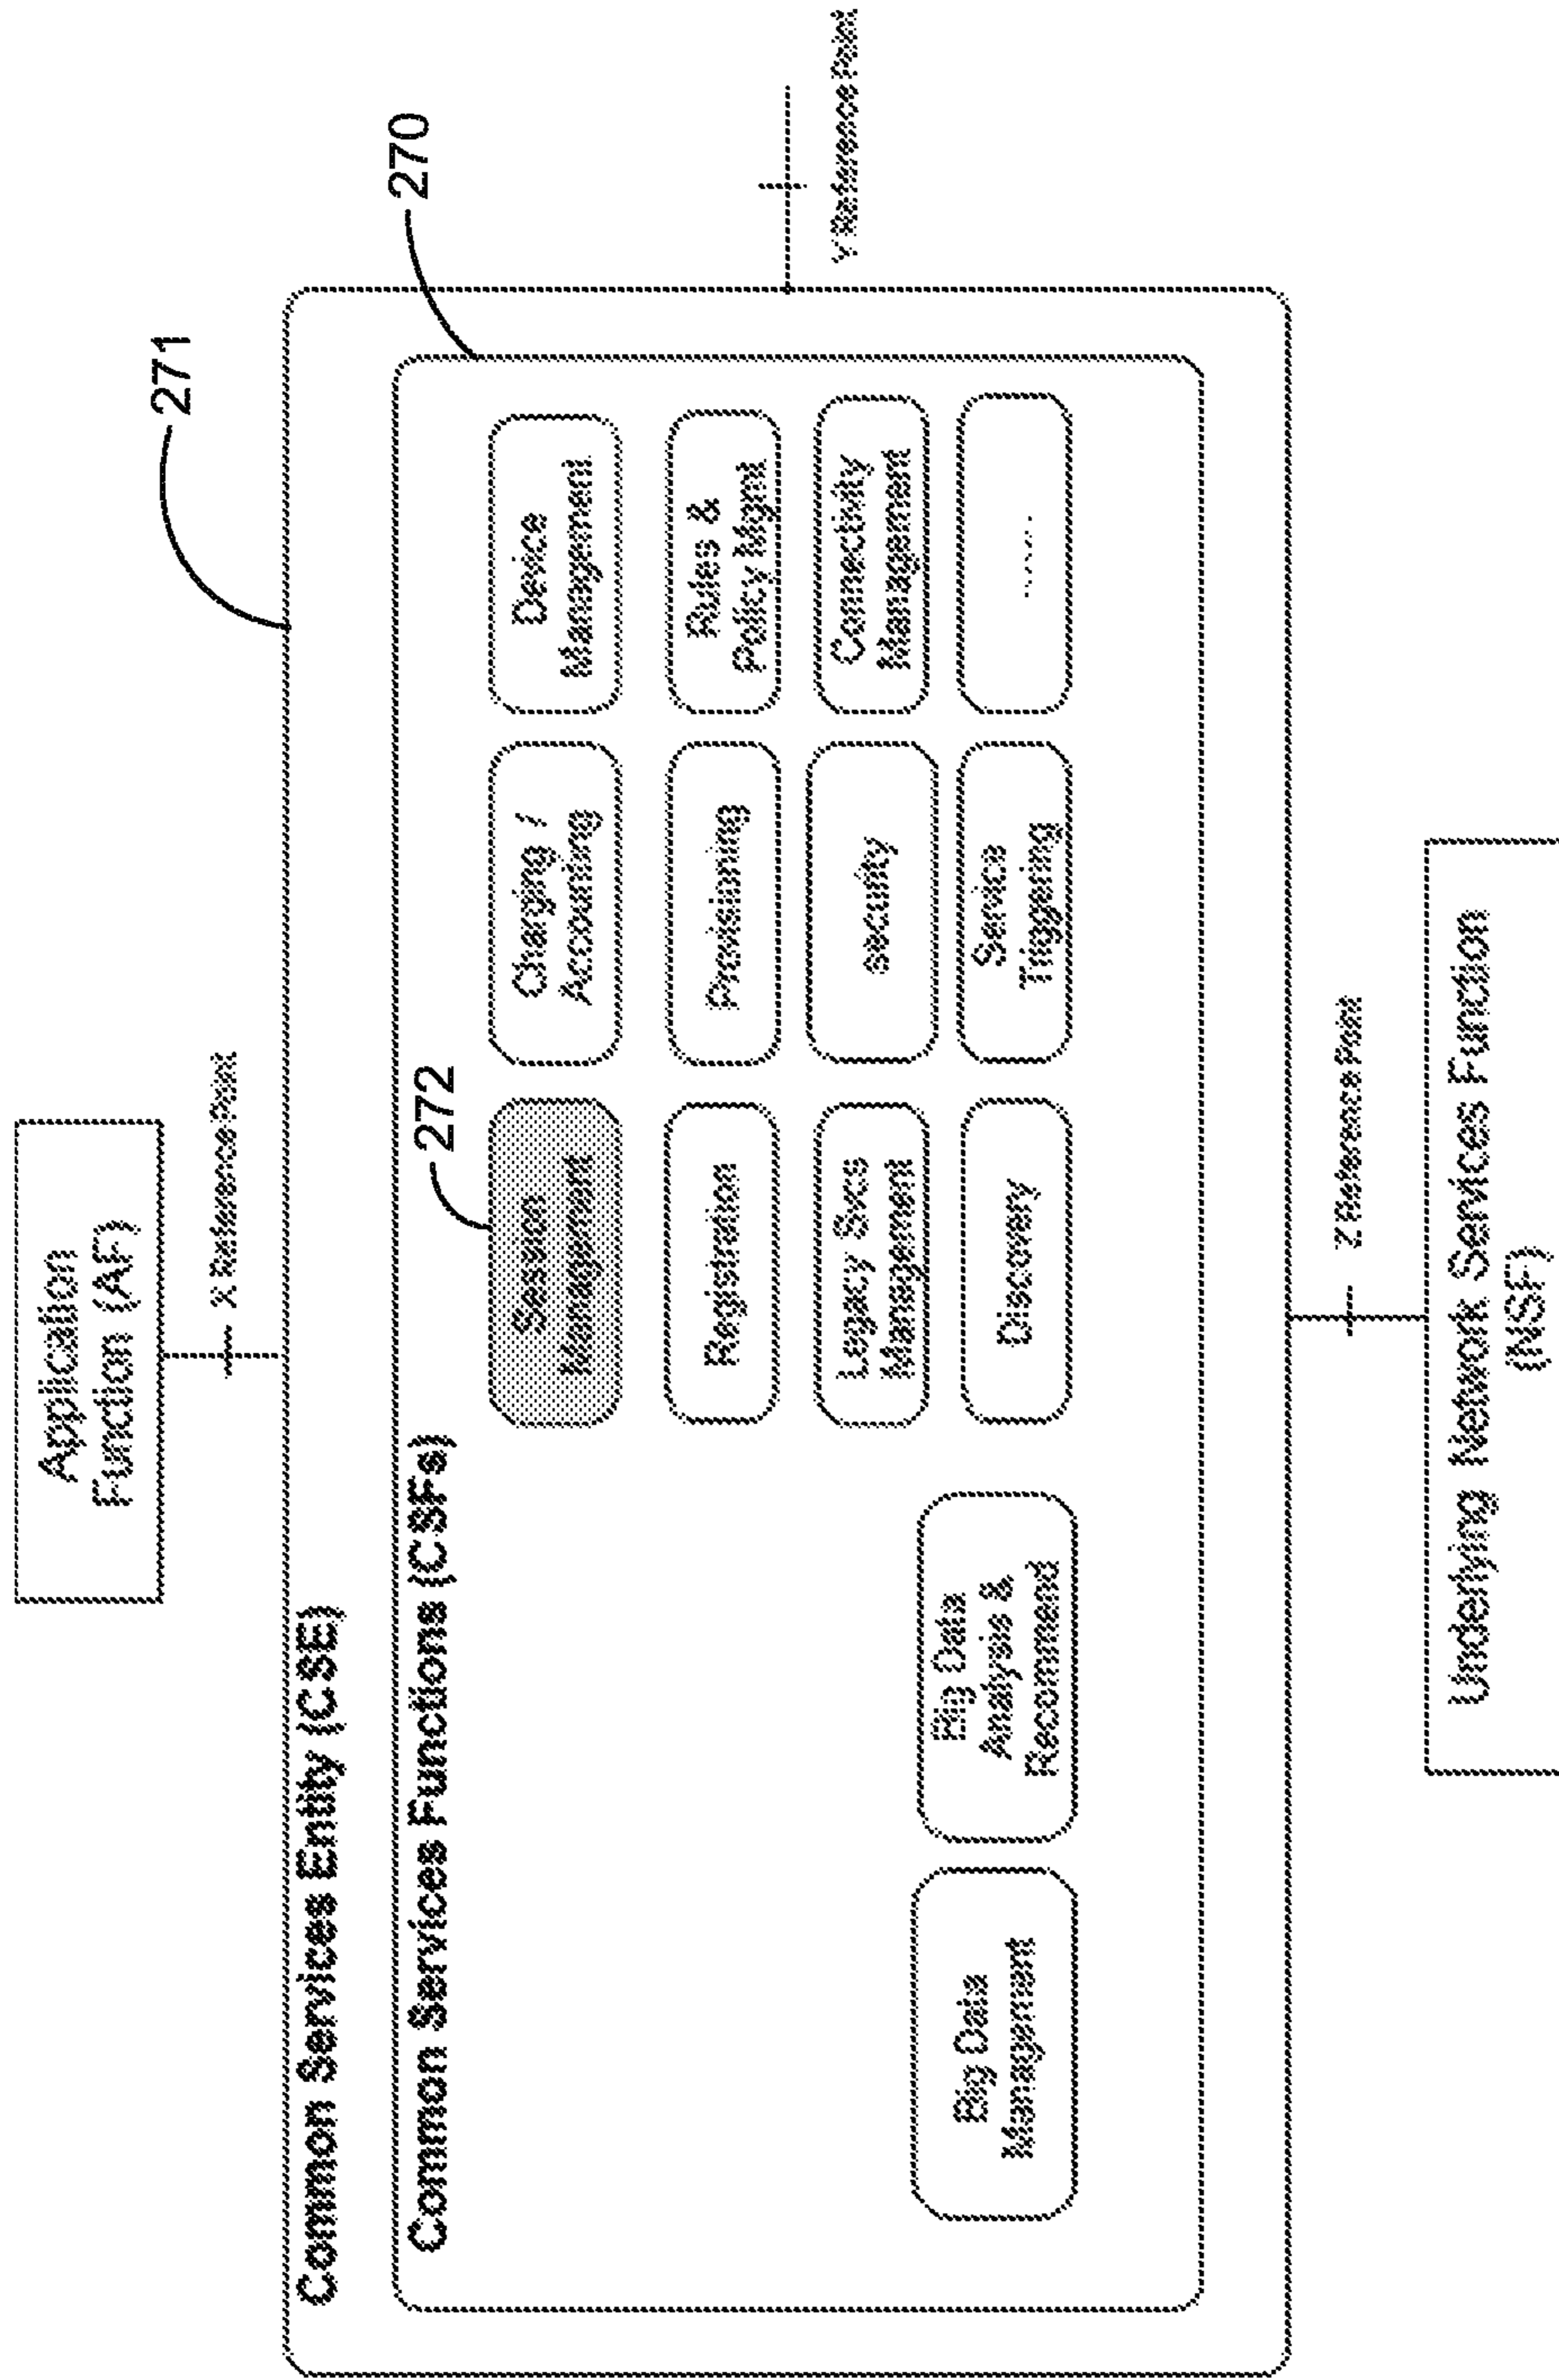 Application
Function (AF)
X Reference Point
271
Common Services Entity (CSE)
270
Common Services Functions (CSFs)
272
Session
Management
Charging /
Accounting
Device
Management
Registration
Provisioning
Rules &
Policy Mgmt
Legacy Svcs
Management
security
Connectivity
Management
Discovery
Service
Triggering
......
Big Data
Management
Big Data
Analysis &
Recommend
Y Reference Point
Z Reference Point
Underlying Network Services Function
(NSF)